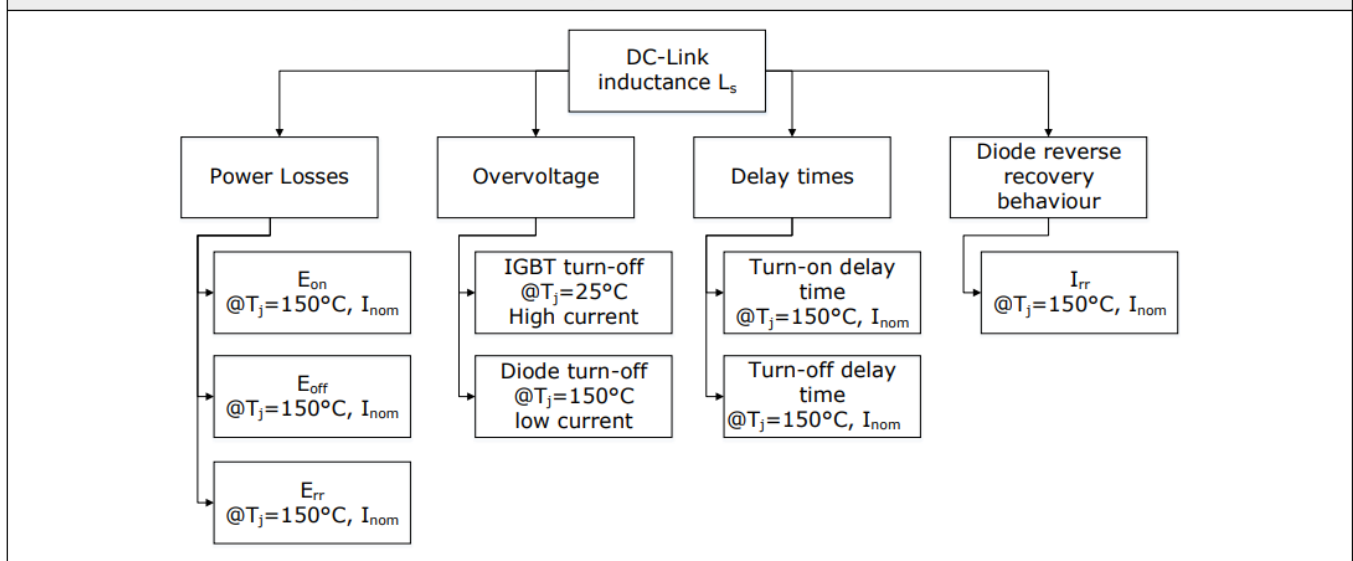 DC-Link
inductance Ls
Power Losses
Overvoltage
Delay times
Diode reverse
recovery
behaviour
Eon
@Tj=150°C, Inom
Eoff
@Tj=150°C, Inom
Err
@Tj=150°C, Inom
IGBT turn-off
@Tj=25°C
High current
Diode turn-off
@Tj=150°C
low current
Turn-on delay
time
@Tj=150°C, Inom
Turn-off delay
time
@Tj=150°C, Inom
Irr
@Tj=150°C, Inom